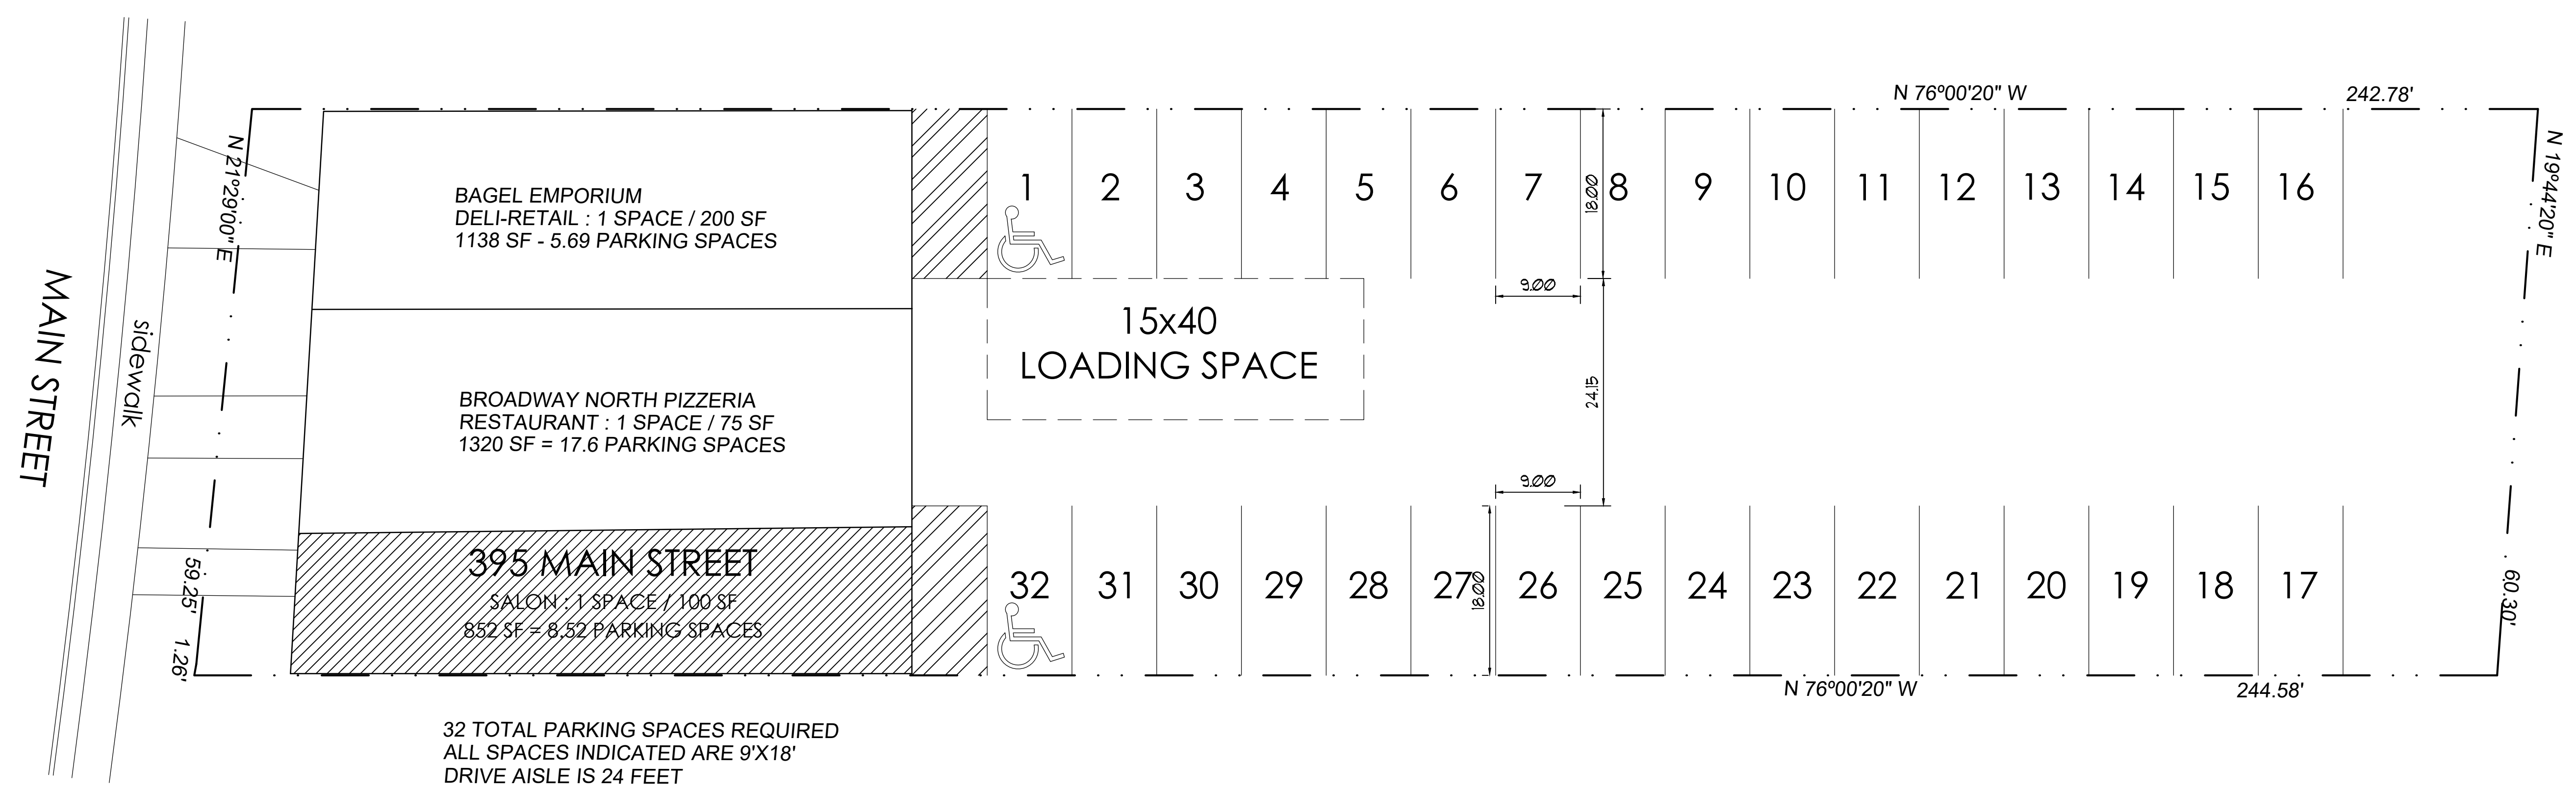 MAIN STREET
sidewalk
N 21º29'00" E
59.25'
1.26'
N 76º00'20" W
242.78'
N 19º44'20" E
60.30'
BAGEL EMPORIUM
DELI-RETAIL : 1 SPACE / 200 SF
1138 SF - 5.69 PARKING SPACES
BROADWAY NORTH PIZZERIA
RESTAURANT : 1 SPACE / 75 SF
1320 SF = 17.6 PARKING SPACES
395 MAIN STREET
SALON : 1 SPACE / 100 SF
852 SF = 8.52 PARKING SPACES
1 2 3 4 5 6 7 8 9 10 11 12 13 14 15 16
18.00
9.00
15x40
LOADING SPACE
24.15
9.00
18.00
32 31 30 29 28 27 26 25 24 23 22 21 20 19 18 17
N 76º00'20" W
244.58'
32 TOTAL PARKING SPACES REQUIRED
ALL SPACES INDICATED ARE 9'X18'
DRIVE AISLE IS 24 FEET